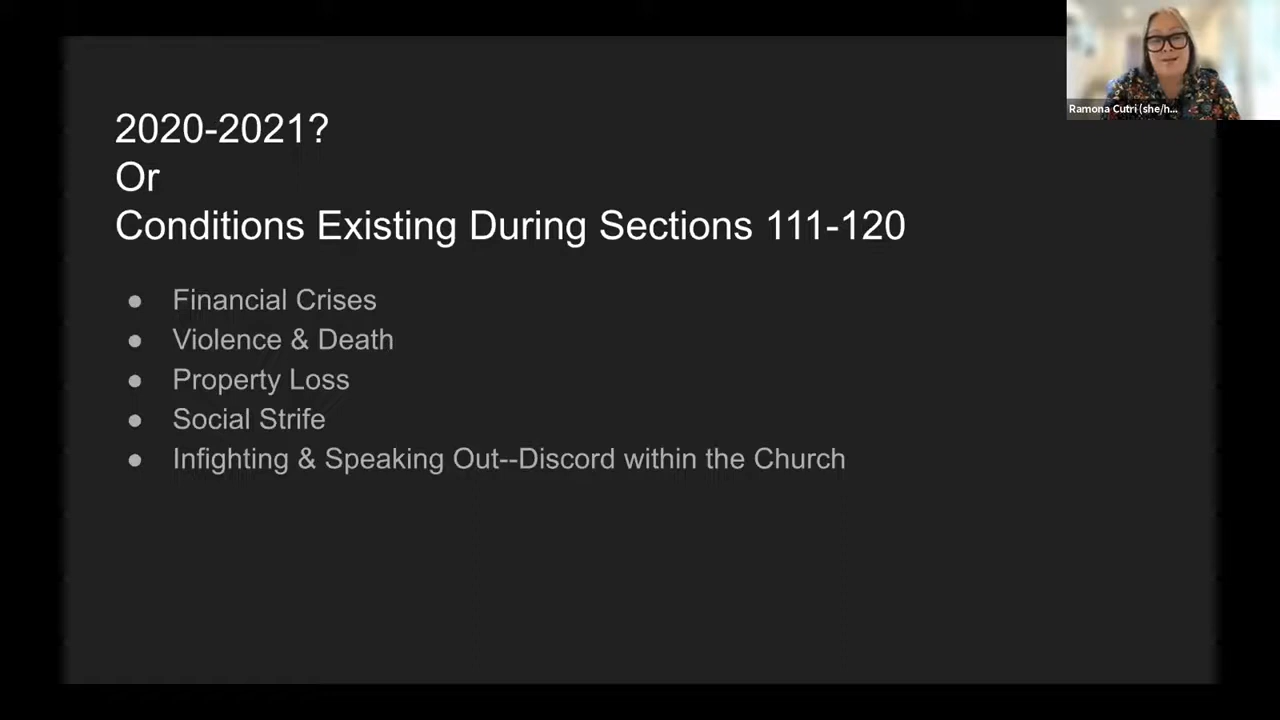 2020-2021?
Or
Conditions Existing During Sections 111-120
● Financial Crises
● Violence & Death
● Property Loss
● Social Strife
● Infighting & Speaking Out--Discord within the Church
Ramona Cutri (she/h...